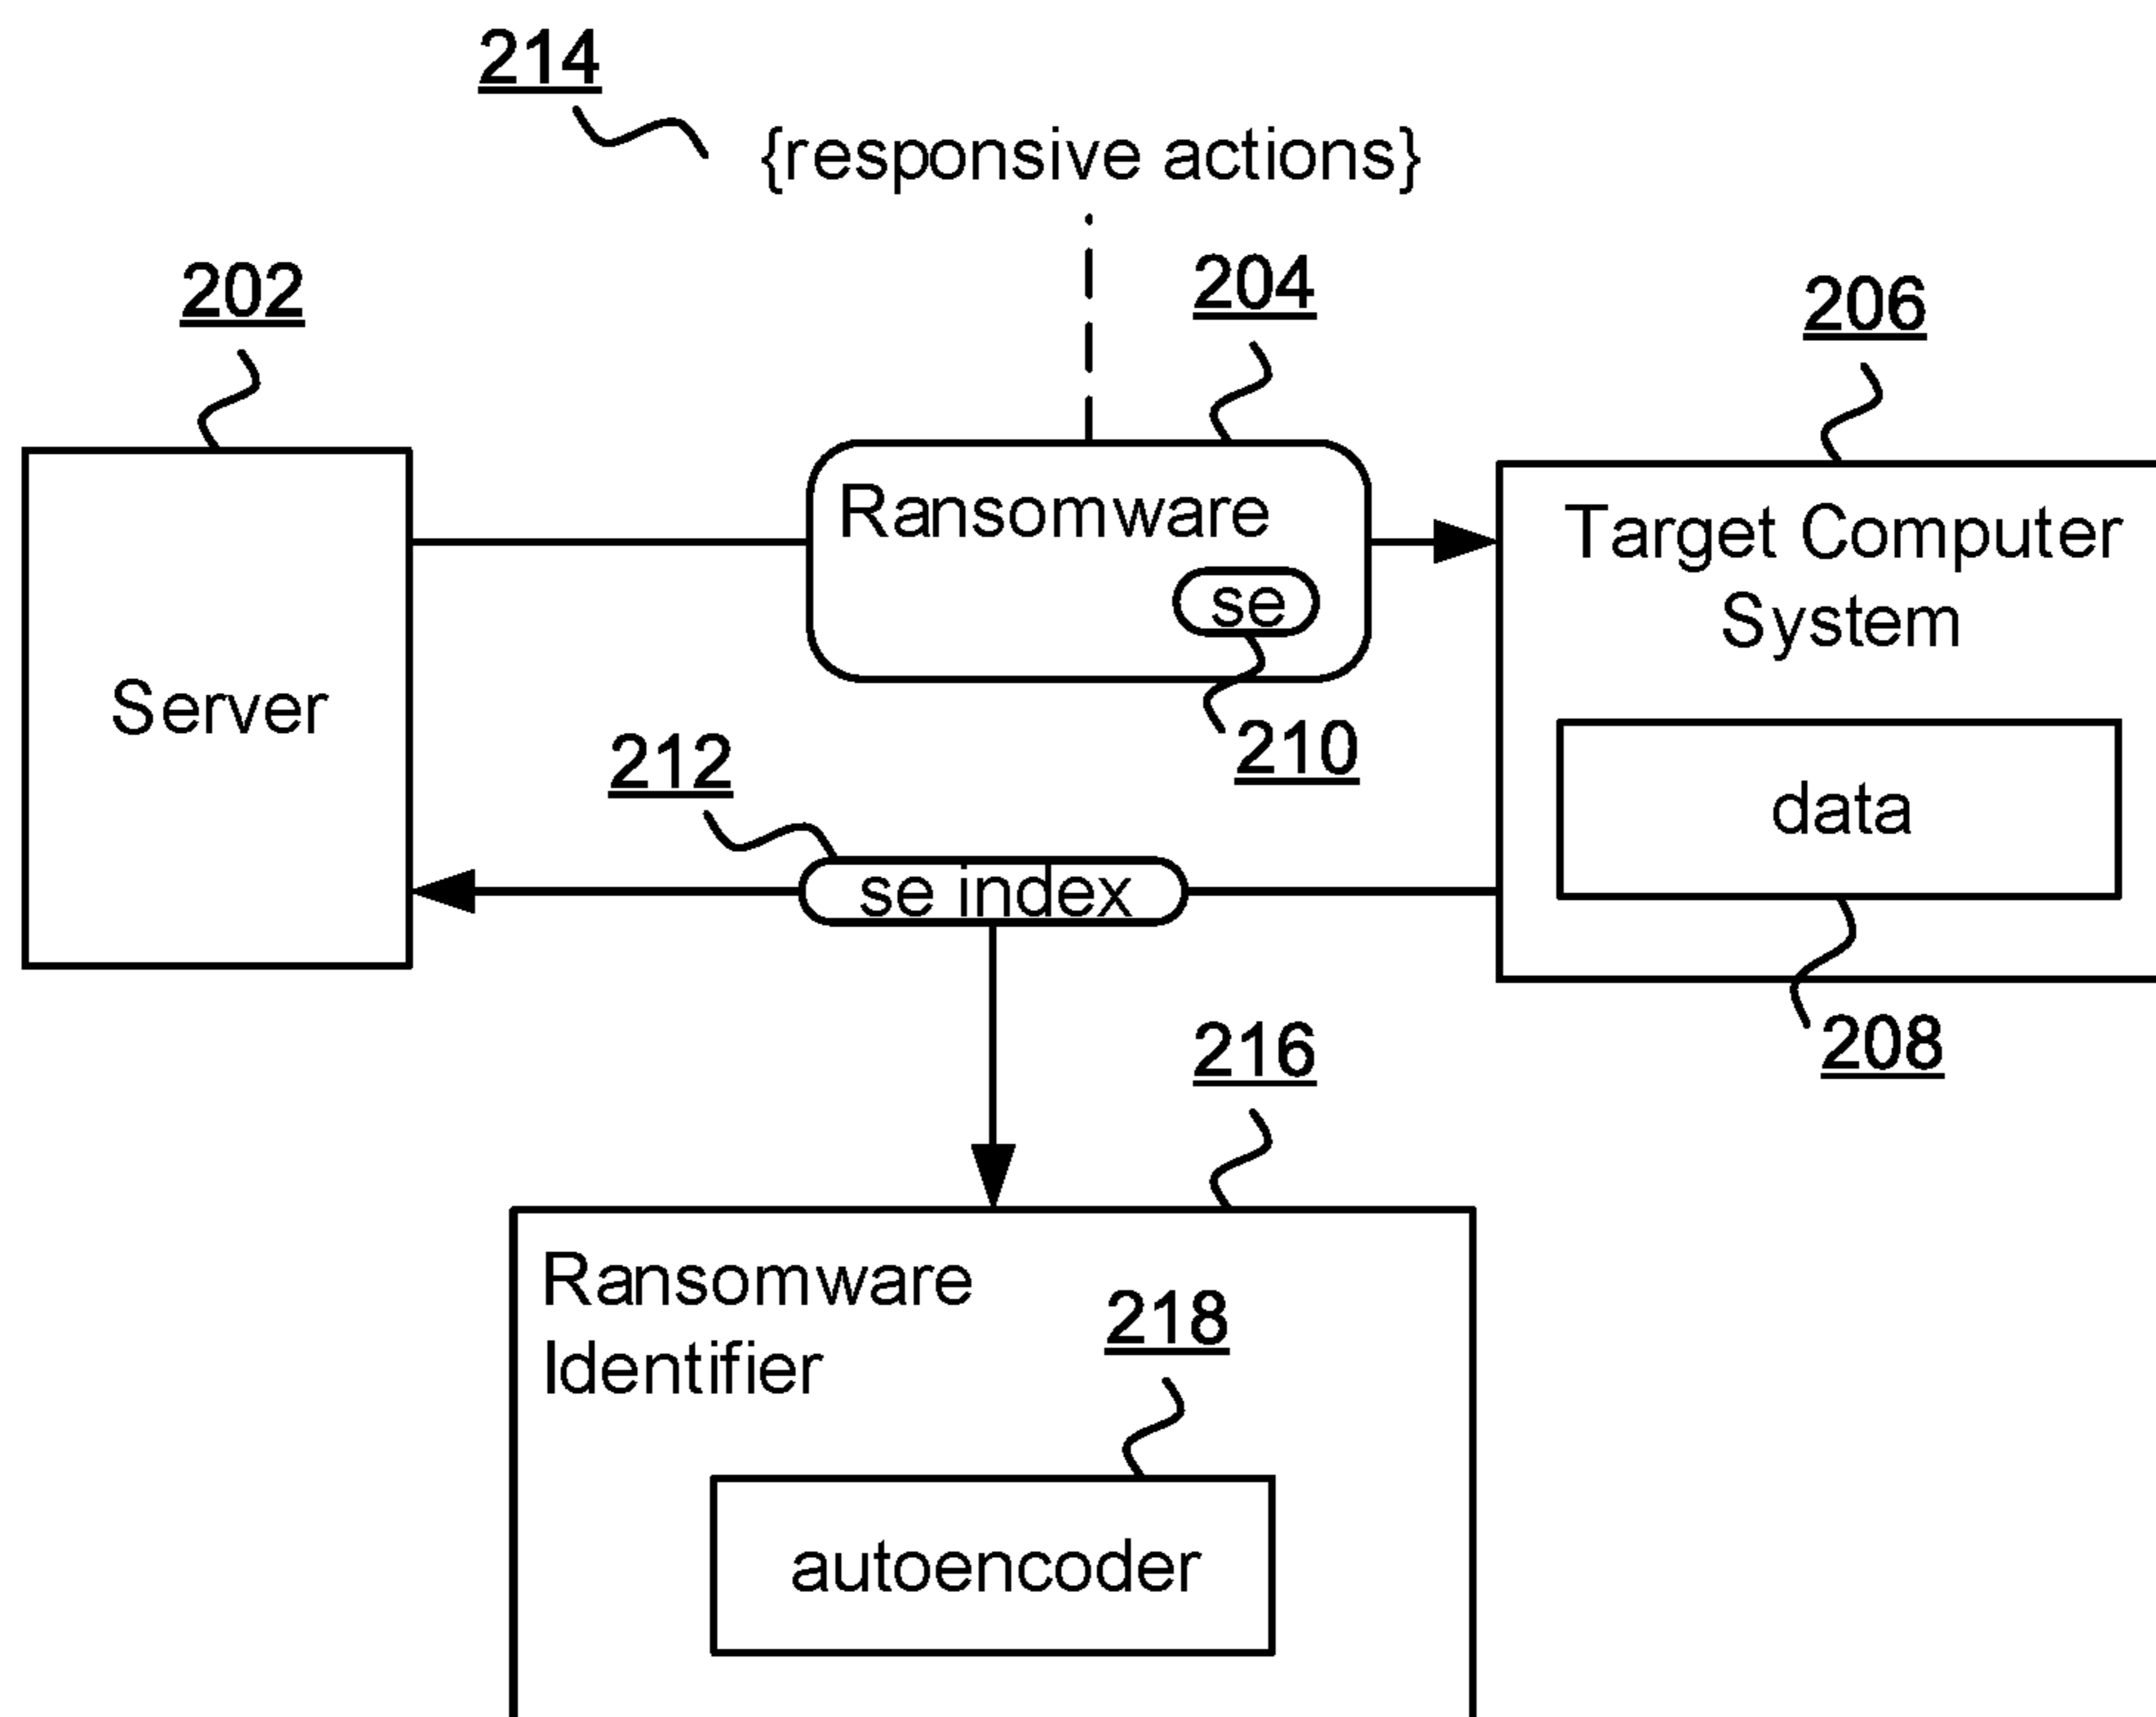 214
{responsive actions}
202
204
206
Ransomware
se
Target Computer
System
Server
210
212
data
se index
208
216
Ransomware
Identifier
218
autoencoder